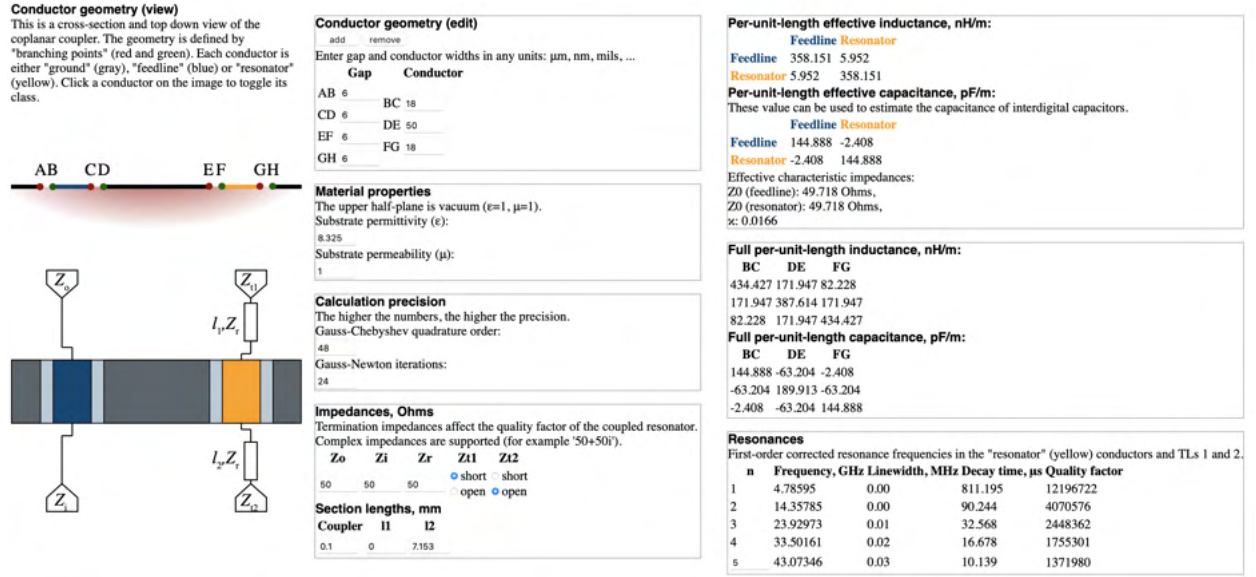 Conductor geometry (view)
This is a cross-section and top down view of the
coplanar coupler. The geometry is defined by
"branching points" (red and green). Each conductor is
either "ground" (gray), "feedline" (blue) or "resonator"
(yellow). Click a conductor on the image to toggle its
class.
AB CD EF GH
Zo Zt1
l1,Zr
l2,Zr
Zi Zt2
Conductor geometry (edit)
add remove
Enter gap and conductor widths in any units: μm, nm, mils, ...
Gap Conductor
AB 6
BC 18
CD 6
DE 50
EF 6
FG 18
GH 6
Material properties
The upper half-plane is vacuum (ε=1, μ=1).
Substrate permittivity (ε):
8.325
Substrate permeability (μ):
1
Calculation precision
The higher the numbers, the higher the precision.
Gauss-Chebyshev quadrature order:
48
Gauss-Newton iterations:
24
Impedances, Ohms
Termination impedances affect the quality factor of the coupled resonator.
Complex impedances are supported (for example '50+50i').
Zo Zi Zr Zt1 Zt2
short short
50 50 50
open open
Section lengths, mm
Coupler l1 l2
0.1 0 7.153
Per-unit-length effective inductance, nH/m:
Feedline Resonator
Feedline 358.151 5.952
Resonator 5.952 358.151
Per-unit-length effective capacitance, pF/m:
These value can be used to estimate the capacitance of interdigital capacitors.
Feedline Resonator
Feedline 144.888 -2.408
Resonator -2.408 144.888
Effective characteristic impedances:
Z0 (feedline): 49.718 Ohms,
Z0 (resonator): 49.718 Ohms,
ϰ: 0.0166
Full per-unit-length inductance, nH/m:
BC DE FG
434.427 171.947 82.228
171.947 387.614 171.947
82.228 171.947 434.427
Full per-unit-length capacitance, pF/m:
BC DE FG
144.888 -63.204 -2.408
-63.204 189.913 -63.204
-2.408 -63.204 144.888
Resonances
First-order corrected resonance frequencies in the "resonator" (yellow) conductors and TLs 1 and 2.
n Frequency, GHz Linewidth, MHz Decay time, μs Quality factor
1 4.78595 0.00 811.195 12196722
2 14.35785 0.00 90.244 4070576
3 23.92973 0.01 32.568 2448362
4 33.50161 0.02 16.678 1755301
5 43.07346 0.03 10.139 1371980